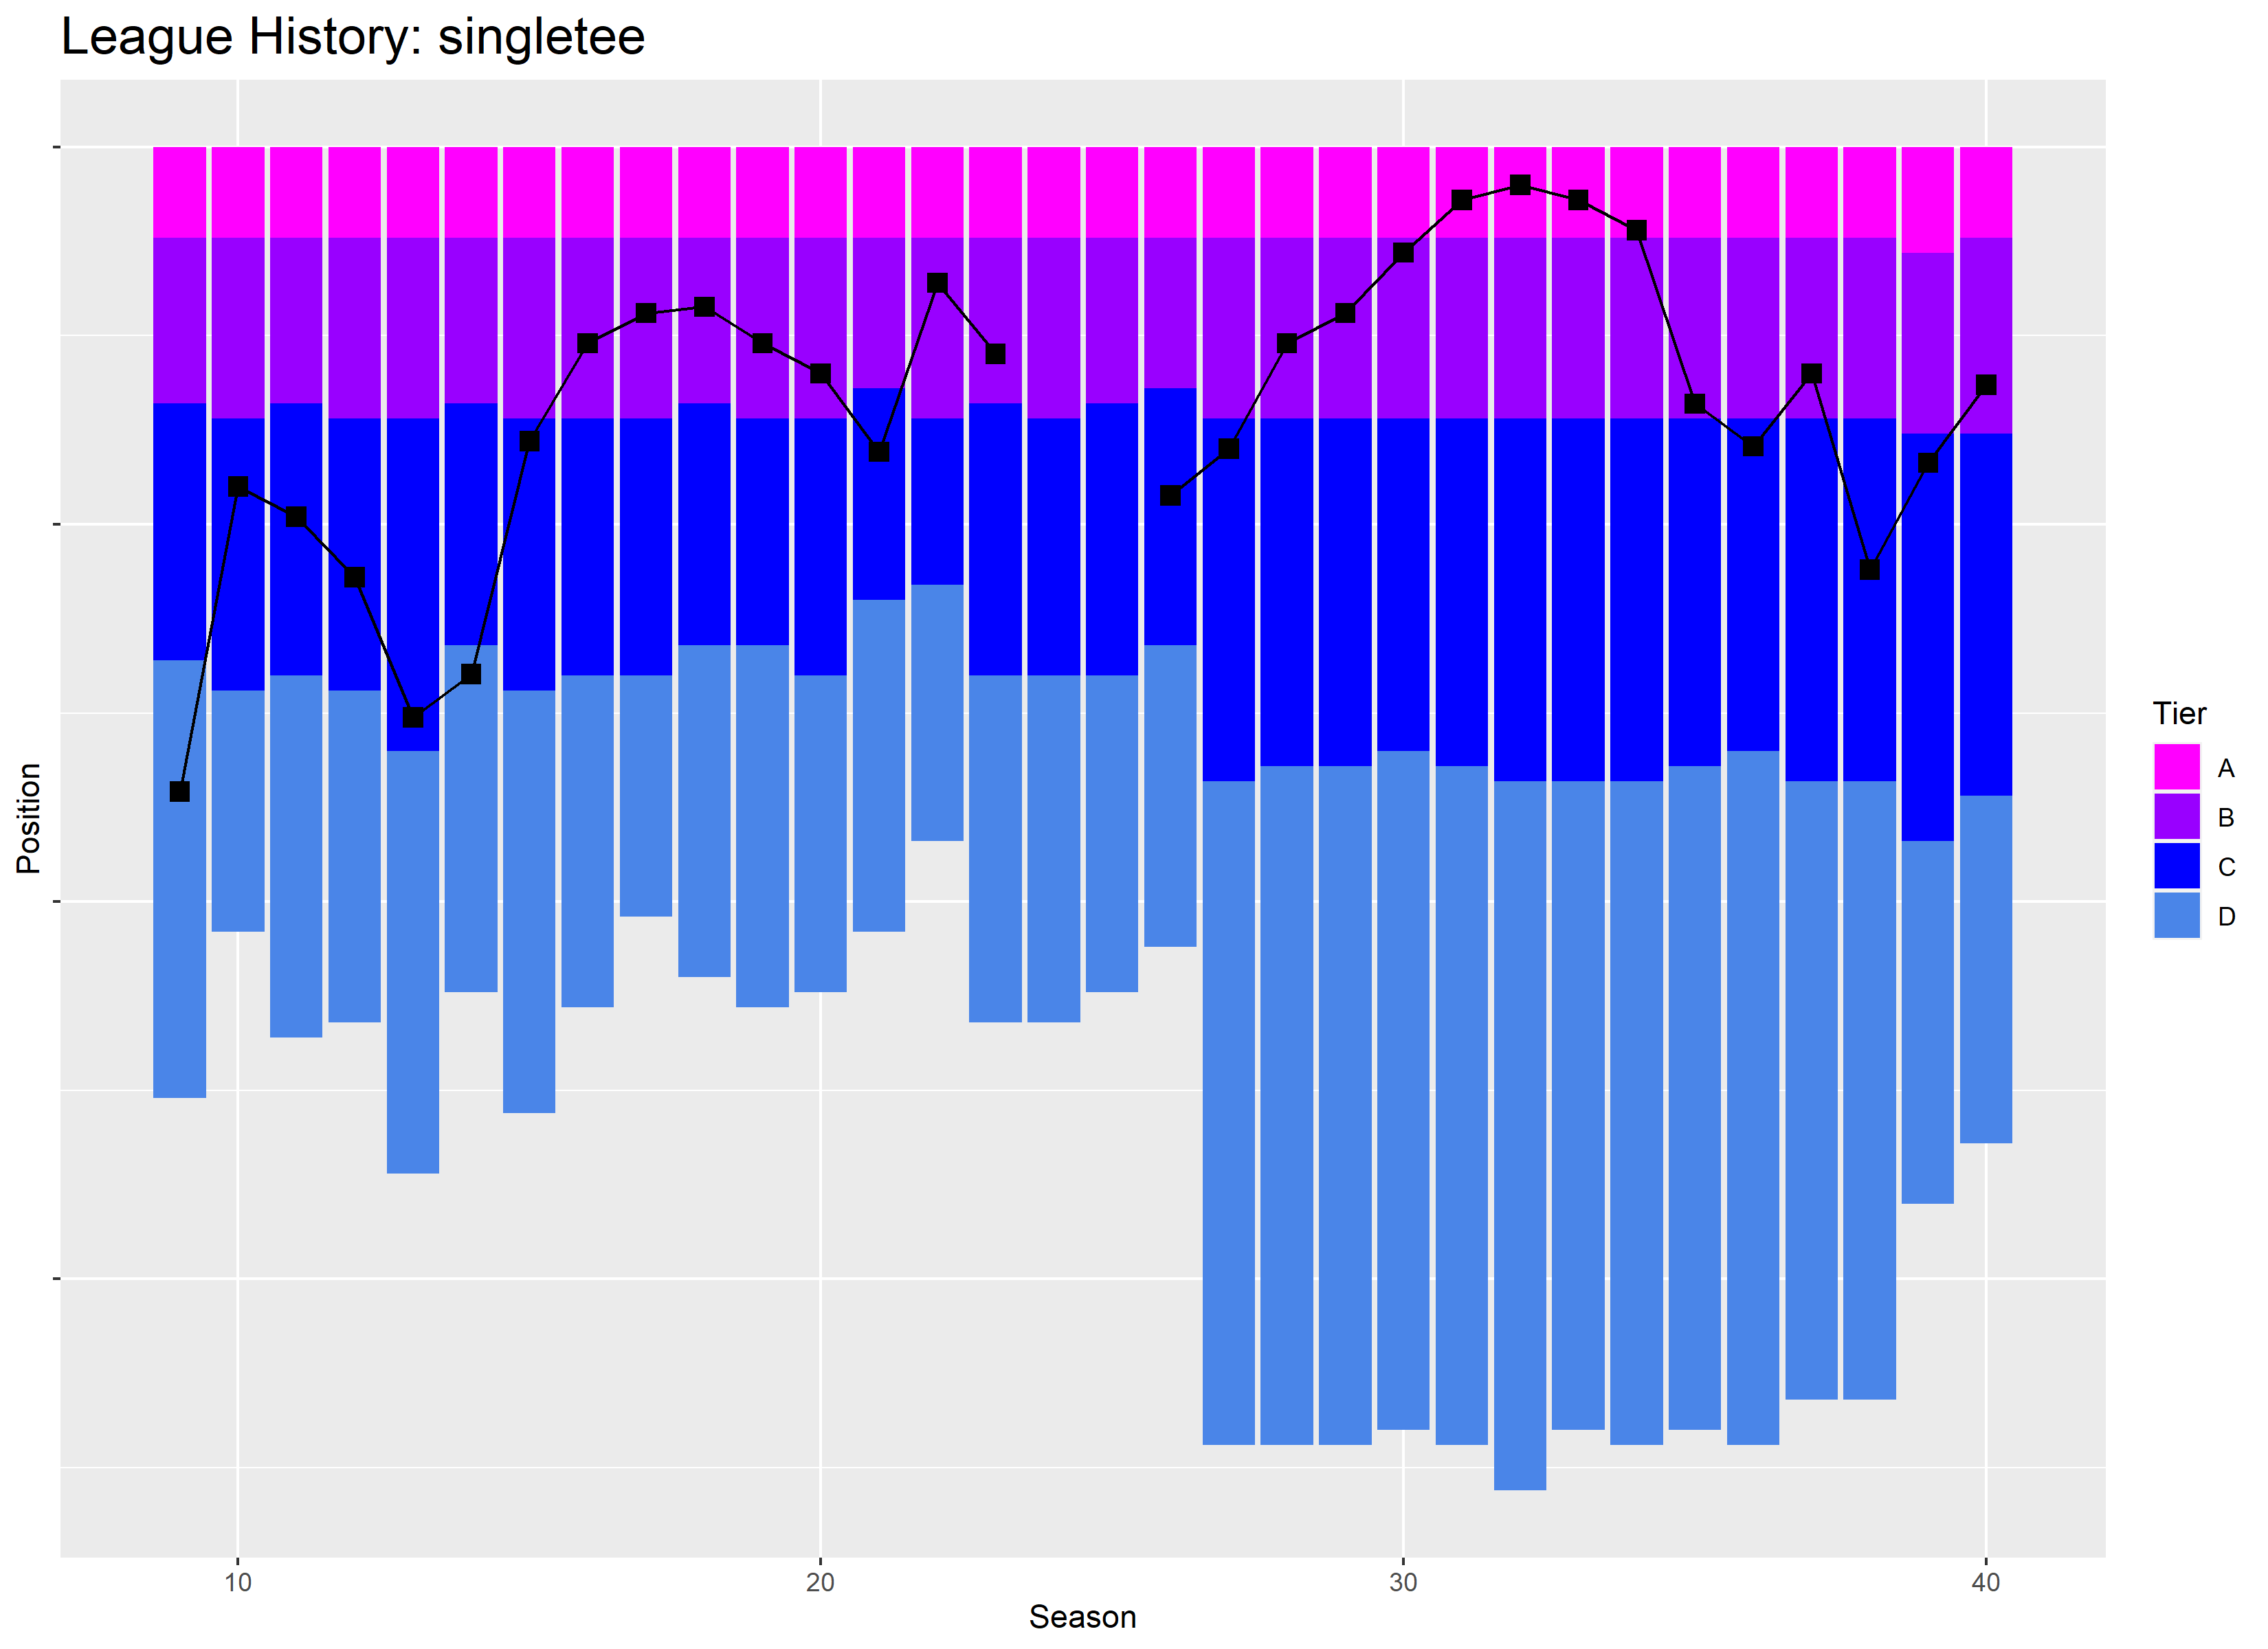 League History: singletee
Position
Tier
A
B
C
D
10 20 30 40
Season